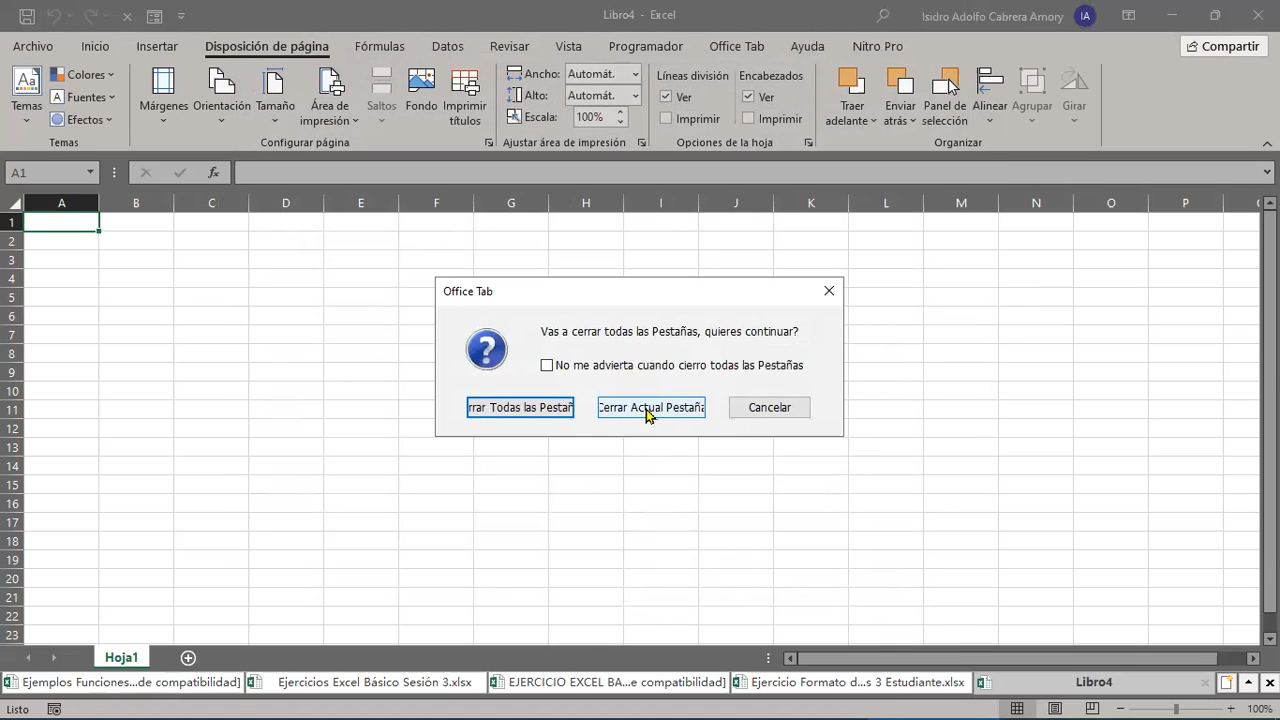 Libro4 - Excel
Isidro Adolfo Cabrera Amory IA
Archivo Inicio Insertar Disposición de página Fórmulas Datos Revisar Vista Programador Office Tab Ayuda Nitro Pro Compartir
Aa Colores Fuentes Efectos
Temas Márgenes Orientación Tamaño Área de impresión Saltos Fondo Imprimir títulos
Ancho: Automát.
Alto: Automát.
Escala: 100%
Líneas división Encabezados
Ver Ver
Imprimir Imprimir
Traer adelante Enviar atrás Panel de selección Alinear Agrupar Girar
Temas Configurar página Ajustar área de impresión Opciones de la hoja Organizar
A1 fx
A B C D E F G H I J K L M N O P
1
2
3
4
5
6
7
8
9
10
11
12
13
14
15
16
17
18
19
20
21
22
23
Office Tab
Vas a cerrar todas las Pestañas, quieres continuar?
No me advierta cuando cierro todas las Pestañas
rrar Todas las Pestañ Cerrar Actual Pestaña Cancelar
Hoja1
Ejemplos Funciones...de compatibilidad] Ejercicios Excel Básico Sesión 3.xlsx EJERCICIO EXCEL BA...e compatibilidad] Ejercicio Formato d...s 3 Estudiante.xlsx Libro4
Listo 100%